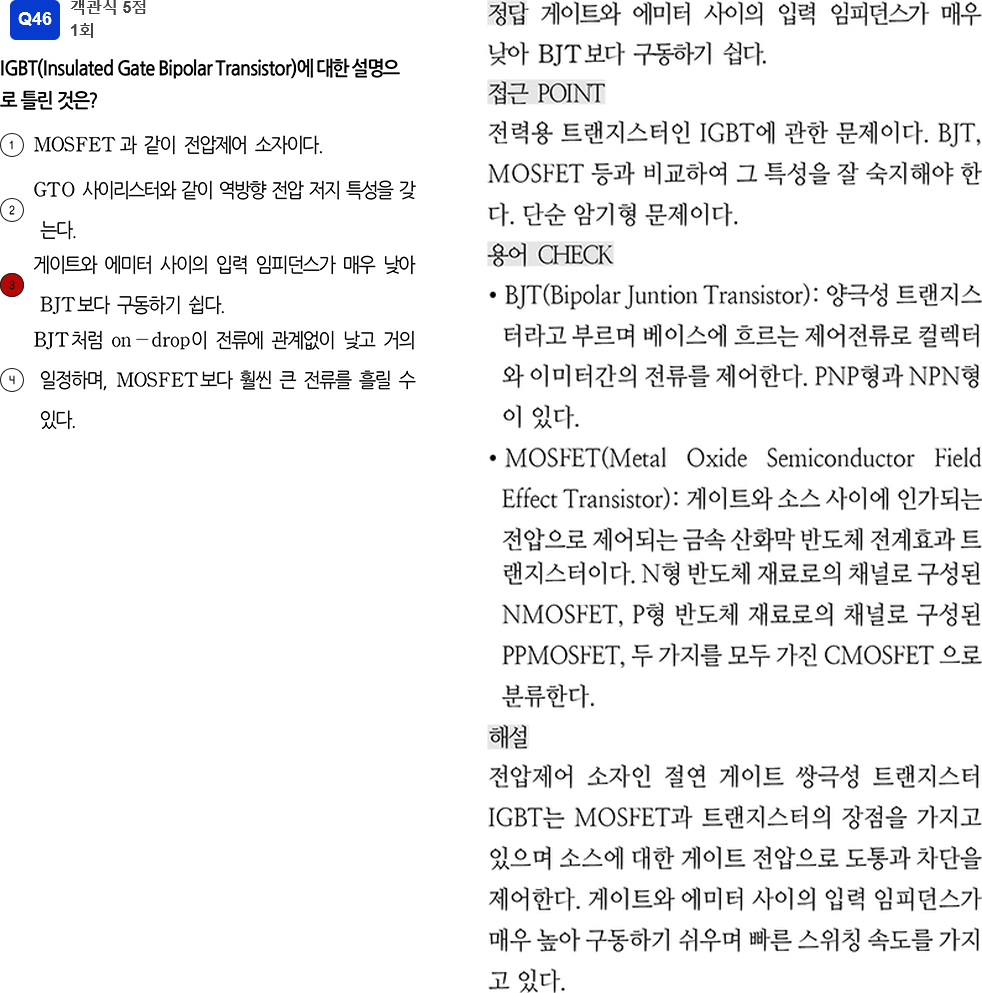 Q46
객관식 5점
1회
IGBT(Insulated Gate Bipolar Transistor)에 대한 설명으
로 틀린 것은?
1 MOSFET 과 같이 전압제어 소자이다.
GTO 사이리스터와 같이 역방향 전압 저지 특성을 갖
2
는다.
게이트와 에미터 사이의 입력 임피던스가 매우 낮아
3
BJT보다 구동하기 쉽다.
BJT처럼 on-drop이 전류에 관계없이 낮고 거의
4 일정하며, MOSFET보다 훨씬 큰 전류를 흘릴 수
있다.
정답 게이트와 에미터 사이의 입력 임피던스가 매우
낮아 BJT보다 구동하기 쉽다.
접근 POINT
전력용 트랜지스터인 IGBT에 관한 문제이다. BJT,
MOSFET 등과 비교하여 그 특성을 잘 숙지해야 한
다. 단순 암기형 문제이다.
용어 CHECK
• BJT(Bipolar Juntion Transistor): 양극성 트랜지스
터라고 부르며 베이스에 흐르는 제어전류로 컬렉터
와 이미터간의 전류를 제어한다. PNP형과 NPN형
이 있다.
• MOSFET(Metal Oxide Semiconductor Field
Effect Transistor): 게이트와 소스 사이에 인가되는
전압으로 제어되는 금속 산화막 반도체 전계효과 트
랜지스터이다. N형 반도체 재료로의 채널로 구성된
NMOSFET, P형 반도체 재료로의 채널로 구성된
PPMOSFET, 두 가지를 모두 가진 CMOSFET 으로
분류한다.
해설
전압제어 소자인 절연 게이트 쌍극성 트랜지스터
IGBT는 MOSFET과 트랜지스터의 장점을 가지고
있으며 소스에 대한 게이트 전압으로 도통과 차단을
제어한다. 게이트와 에미터 사이의 입력 임피던스가
매우 높아 구동하기 쉬우며 빠른 스위칭 속도를 가지
고 있다.